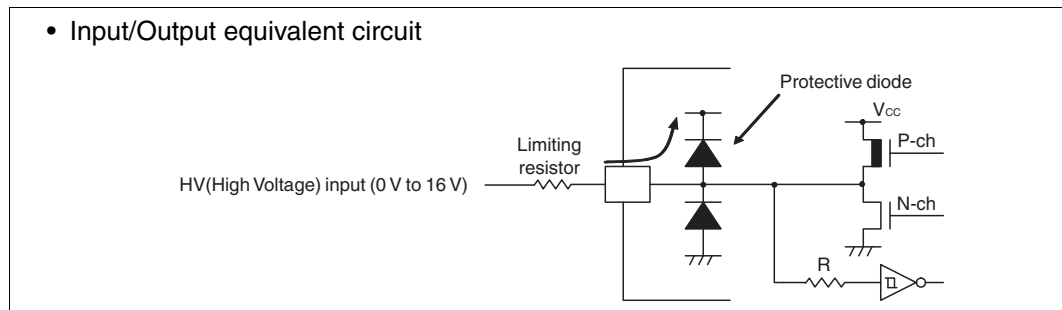 • Input/Output equivalent circuit
Protective diode
VCC
P-ch
Limiting
resistor
HV(High Voltage) input (0 V to 16 V)
N-ch
R